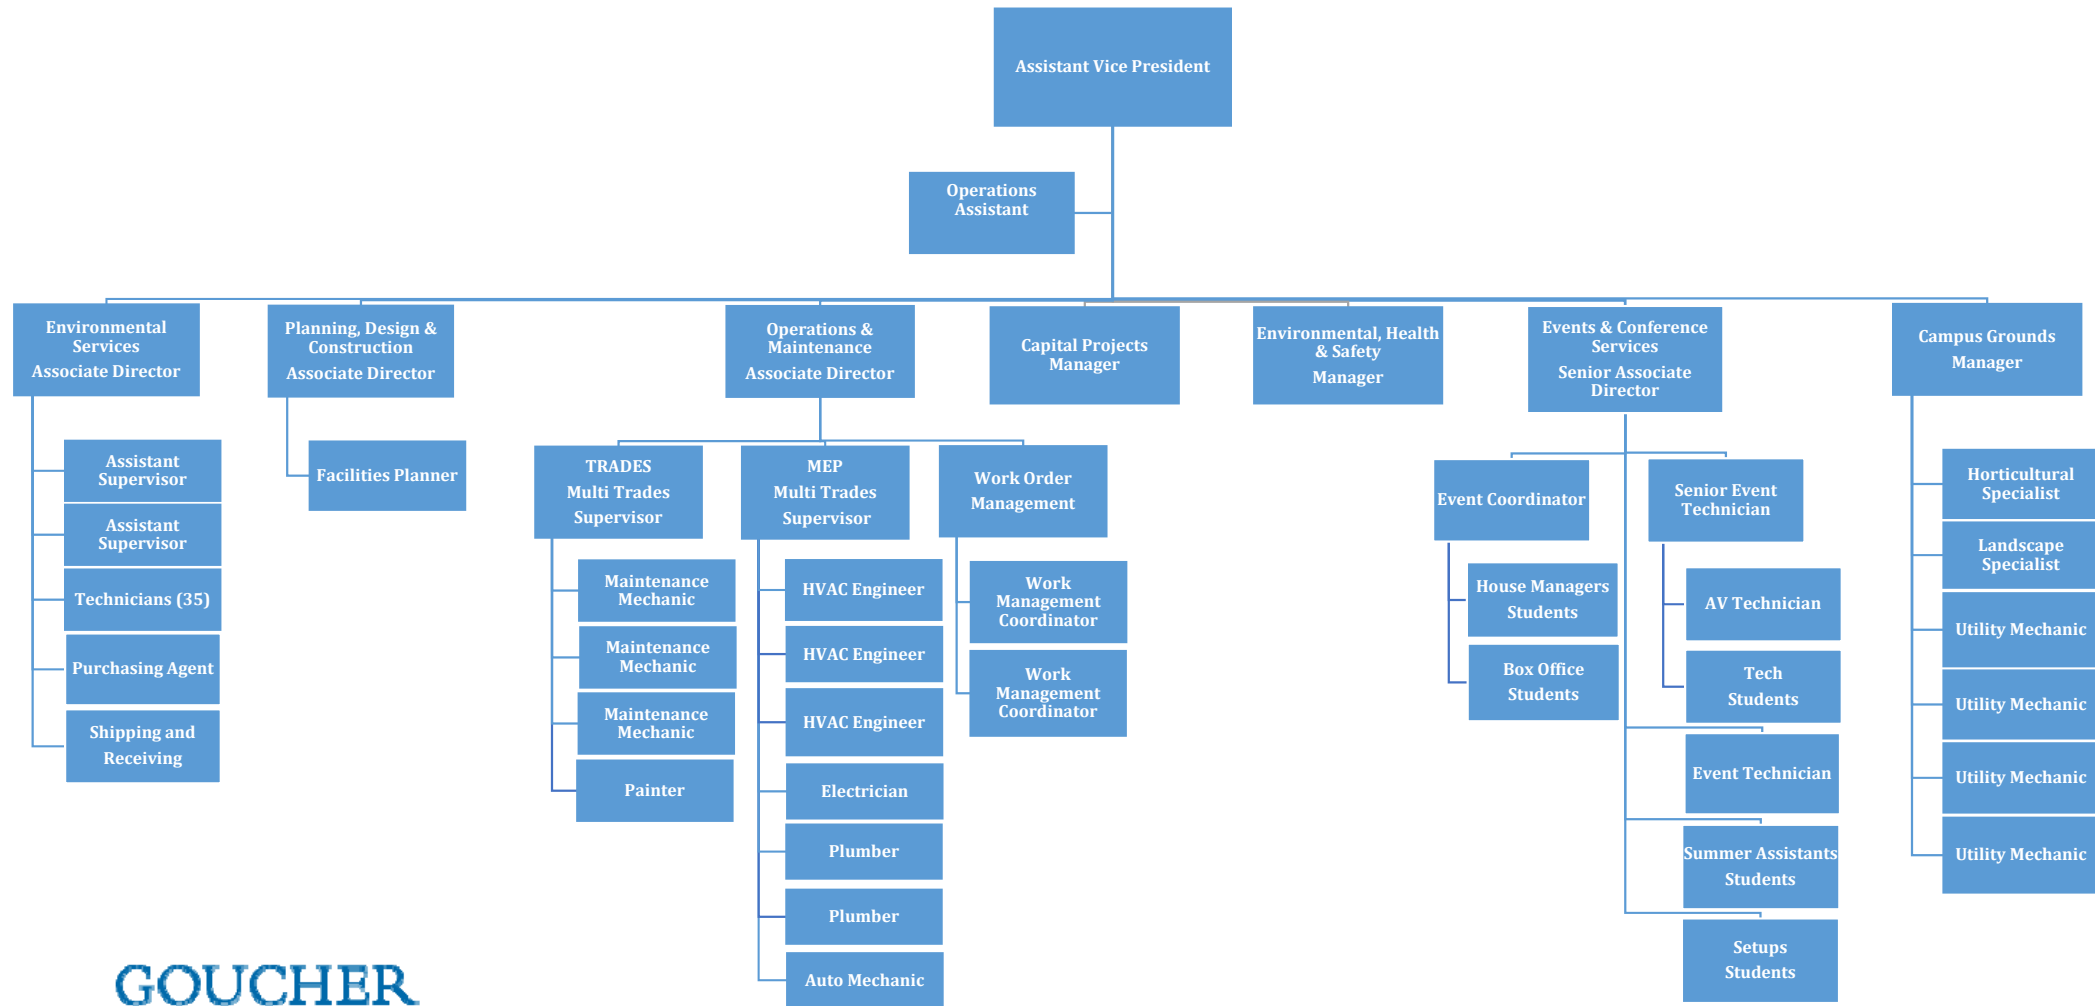 Assistant Vice President
Operations
Assistant
Environmental
Services
Associate Director
Planning, Design &
Construction
Associate Director
Operations &
Maintenance
Associate Director
Capital Projects
Manager
Environmental, Health
& Safety
Manager
Events & Conference
Services
Senior Associate
Director
Campus Grounds
Manager
Assistant
Supervisor
Assistant
Supervisor
Technicians (35)
Purchasing Agent
Shipping and
Receiving
Facilities Planner
TRADES
Multi Trades
Supervisor
Maintenance
Mechanic
Maintenance
Mechanic
Maintenance
Mechanic
Painter
MEP
Multi Trades
Supervisor
HVAC Engineer
HVAC Engineer
HVAC Engineer
Electrician
Plumber
Plumber
Auto Mechanic
Work Order
Management
Work
Management
Coordinator
Work
Management
Coordinator
Event Coordinator
House Managers
Students
Box Office
Students
Senior Event
Technician
AV Technician
Tech
Students
Event Technician
Summer Assistants
Students
Setups
Students
Horticultural
Specialist
Landscape
Specialist
Utility Mechanic
Utility Mechanic
Utility Mechanic
Utility Mechanic
GOUCHER